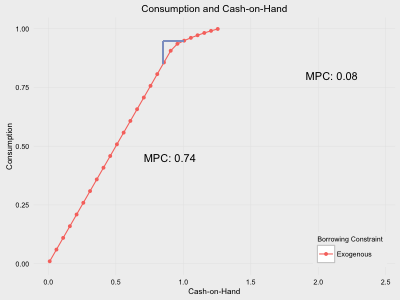 Consumption and Cash-on-Hand
1.00
0.75
0.50
0.25
0.00
Consumption
MPC: 0.08
MPC: 0.74
Borrowing Constraint
Exogenous
0.0 0.5 1.0 1.5 2.0 2.5
Cash-on-Hand